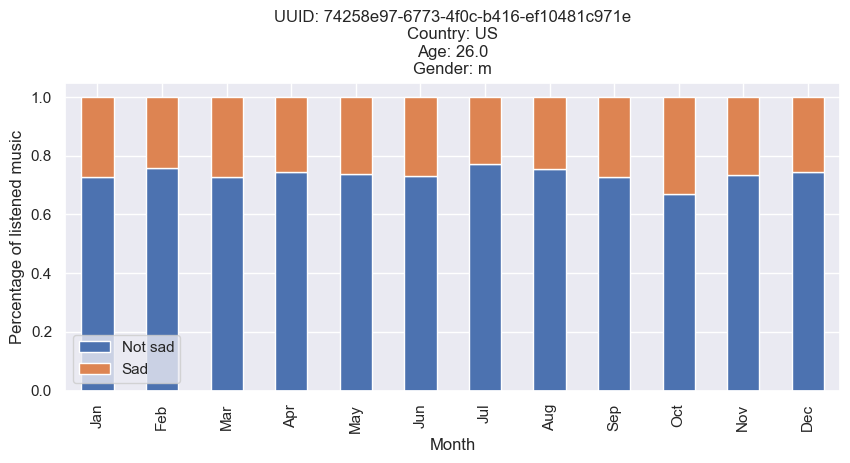 UUID: 74258e97-6773-4f0c-b416-ef10481c971e
Country: US
Age: 26.0
Gender: m
Percentage of listened music
1.0
0.8
0.6
0.4
0.2
0.0
Not sad
Sad
Jan
Feb
Mar
Apr
May
Jun
Jul
Aug
Sep
Oct
Nov
Dec
Month